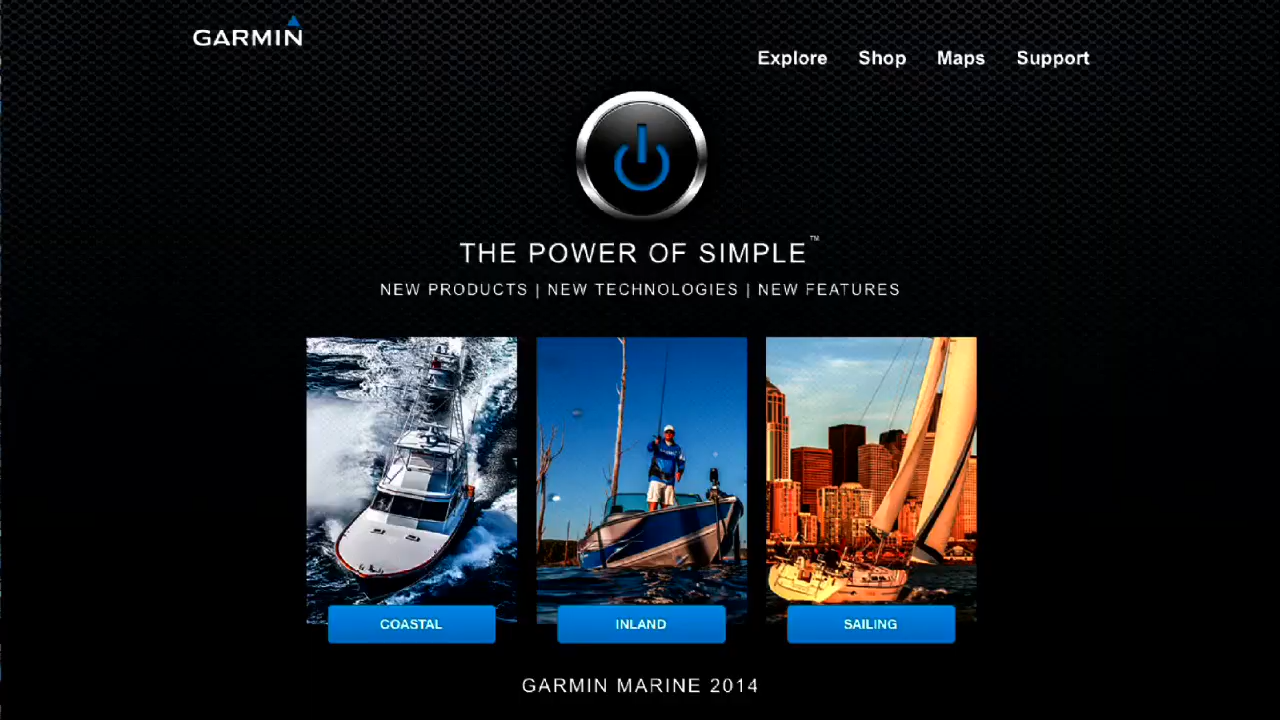 GARMIN
Explore Shop Maps Support
THE POWER OF SIMPLE™
NEW PRODUCTS | NEW TECHNOLOGIES | NEW FEATURES
COASTAL INLAND SAILING
GARMIN MARINE 2014